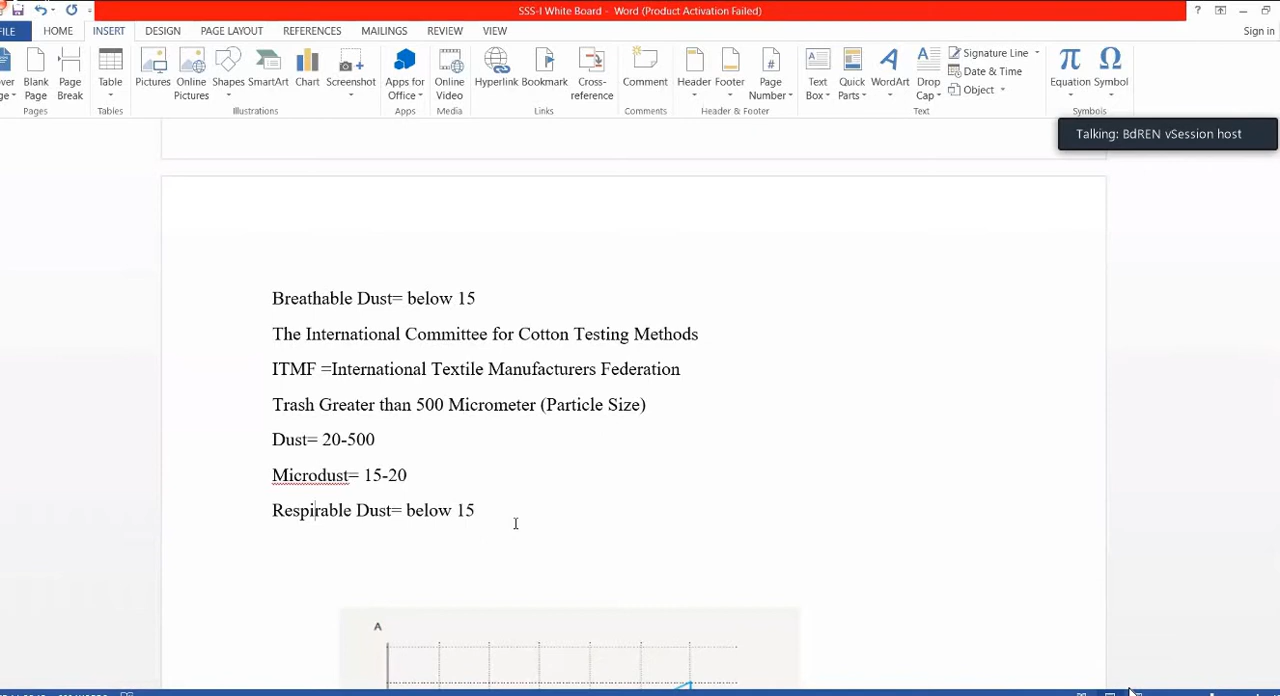 SSS-I White Board - Word (Product Activation Failed)
FILE HOME INSERT DESIGN PAGE LAYOUT REFERENCES MAILINGS REVIEW VIEW Sign in
Blank Page
Page Break
Table
Pictures
Online Pictures
Shapes
SmartArt
Chart
Screenshot
Apps for Office
Online Video
Hyperlink
Bookmark
Cross-reference
Comment
Header
Footer
Page Number
Text Box
Quick Parts
WordArt
Drop Cap
Signature Line
Date & Time
Object
Equation
Symbol
Pages Tables Illustrations Apps Media Links Comments Header & Footer Text Symbols
Talking: BdREN vSession host
Breathable Dust= below 15
The International Committee for Cotton Testing Methods
ITMF =International Textile Manufacturers Federation
Trash Greater than 500 Micrometer (Particle Size)
Dust= 20-500
Microdust= 15-20
Respirable Dust= below 15
A